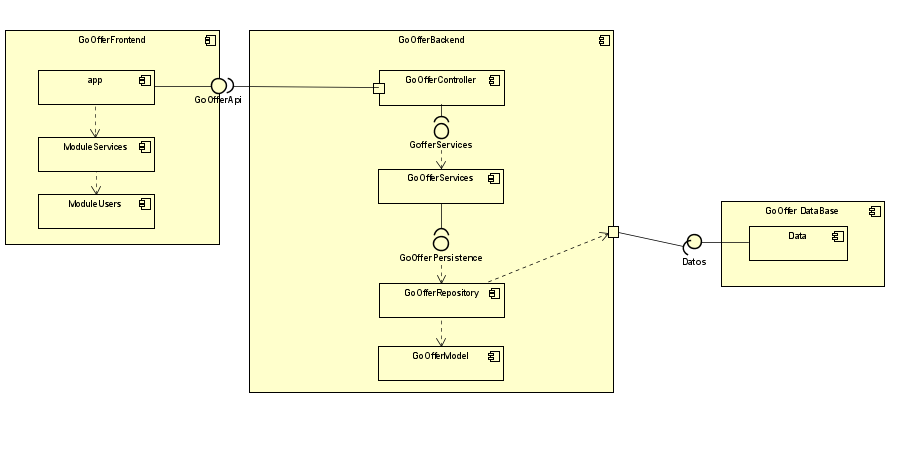 GoOfferFrontend
app
ModuleServices
ModuleUsers
GoOfferApi
GoOfferBackend
GoOfferController
GofferServices
GoOfferServices
GoOfferPersistence
GoOfferRepository
GoOfferModel
Datos
GoOffer DataBase
Data